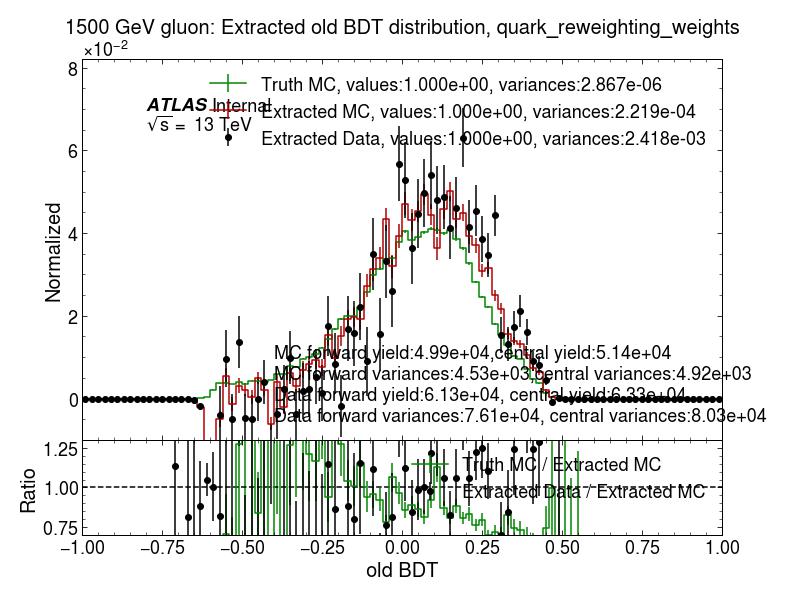 1500 GeV gluon: Extracted old BDT distribution, quark_reweighting_weights
×10⁻²
Truth MC, values:1.000e+00, variances:2.867e-06
ATLAS Internal
Extracted MC, values:1.000e+00, variances:2.219e-04
√s = 13 TeV
Extracted Data, values:1.000e+00, variances:2.418e-03
8
6
4
2
0
Normalized
MC forward yield:4.99e+04,central yield:5.14e+04
MC forward variances:4.53e+03,central variances:4.92e+03
Data forward yield:6.13e+04, central yield:6.33e+04
Data forward variances:7.61e+04, central variances:8.03e+04
1.25
1.00
0.75
Ratio
Truth MC / Extracted MC
Extracted Data / Extracted MC
−1.00 −0.75 −0.50 −0.25 0.00 0.25 0.50 0.75 1.00
old BDT